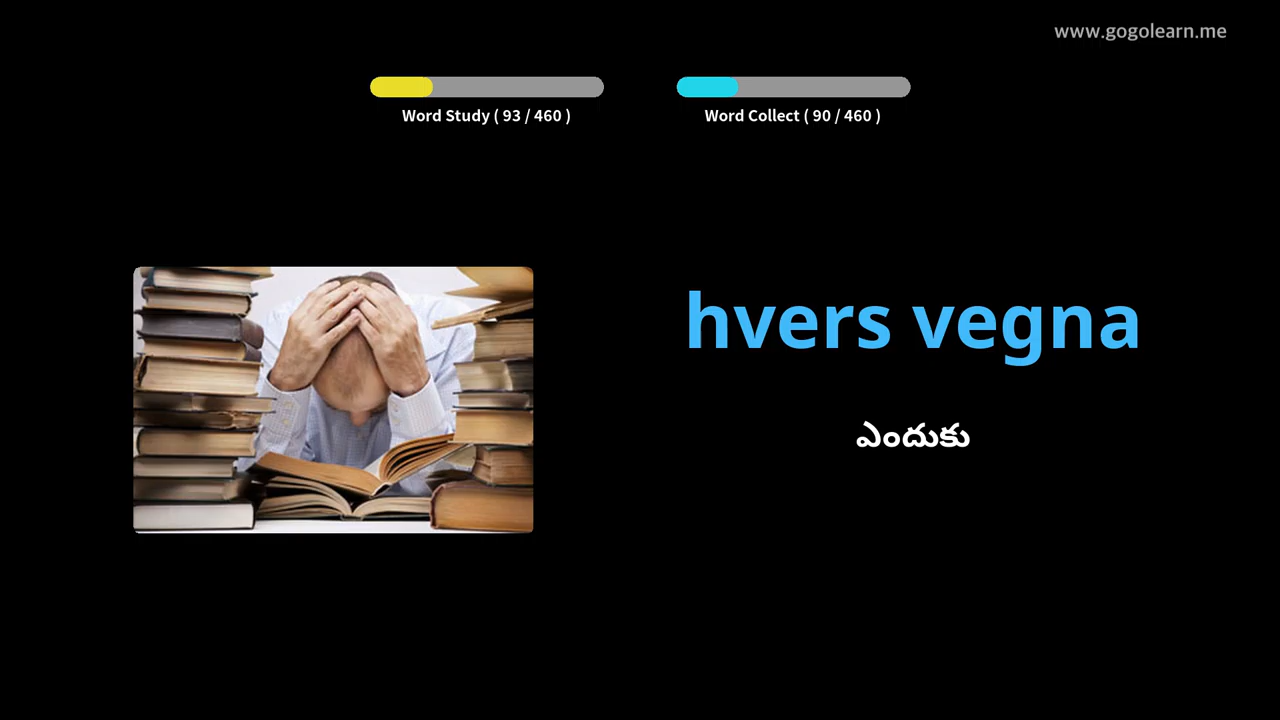 www.gogolearn.me
Word Study ( 93 / 460 )
Word Collect ( 90 / 460 )
hvers vegna
ఎందుకు